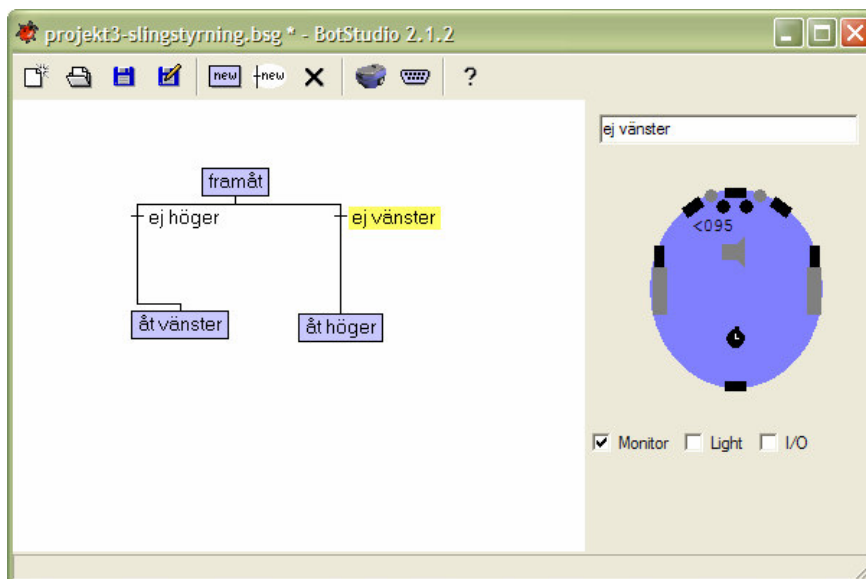 projekt3-slingstyrning.bsg * - BotStudio 2.1.2
new new ?
ej vänster
framåt
ej höger ej vänster
<095
åt vänster åt höger
Monitor Light I/O